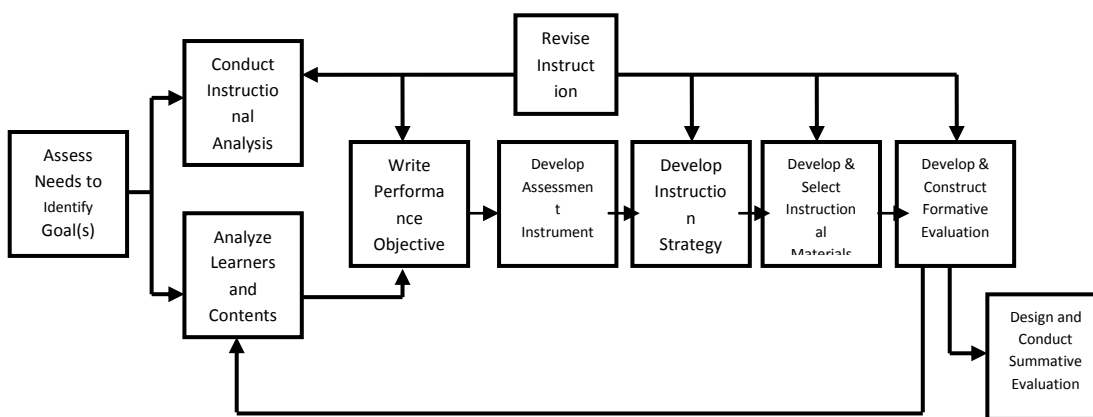 Revise
Instruct
ion
Conduct
Instructio
nal
Analysis
Assess
Needs to
Identify
Goal(s)
Write
Performa
nce
Objective
Develop
Assessmen
t
Instrument
Develop
Instruction
n
Strategy
Develop &
Select
Instruction
al
Materials
Develop &
Construct
Formative
Evaluation
Analyze
Learners
and
Contents
Design and
Conduct
Summative
Evaluation